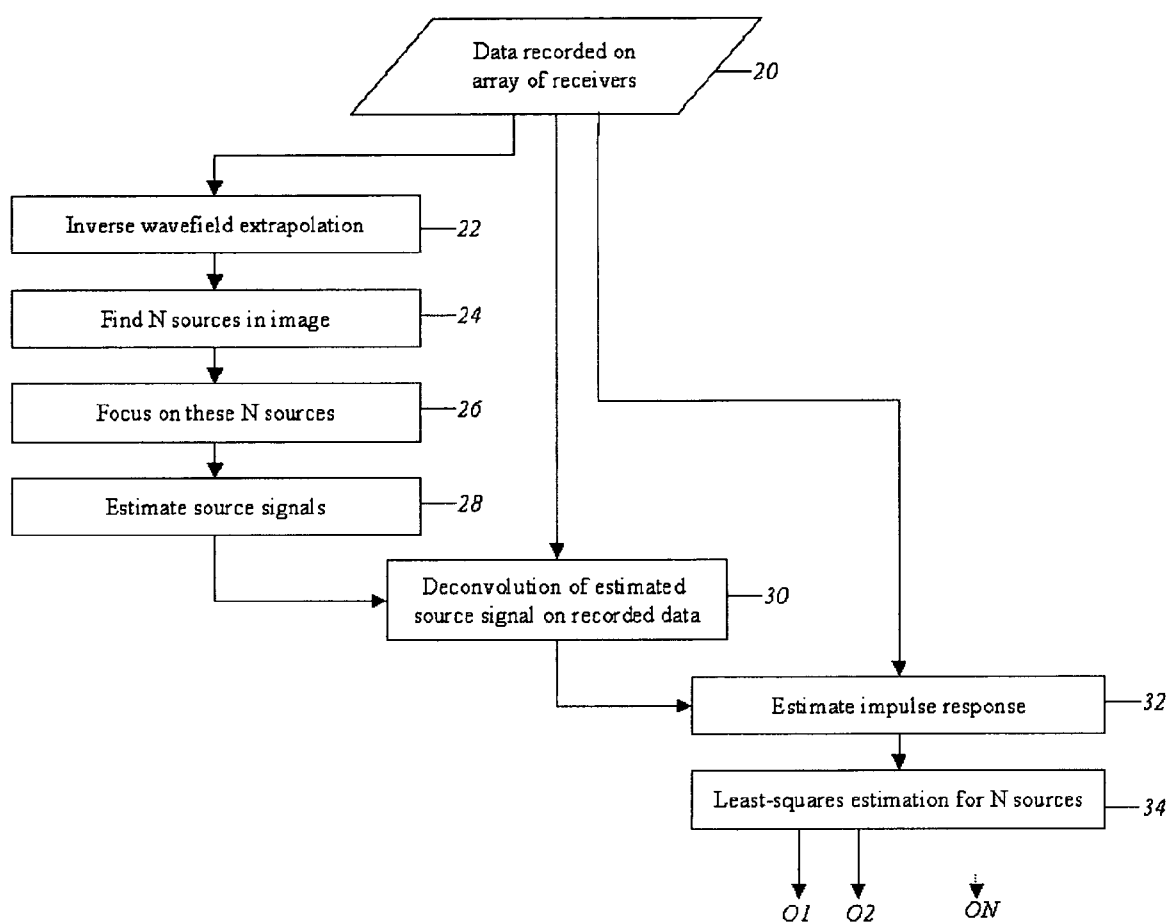 Data recorded on
array of receivers
20
Inverse wavefield extrapolation
22
Find N sources in image
24
Focus on these N sources
26
Estimate source signals
28
Deconvolution of estimated
source signal on recorded data
30
Estimate impulse response
32
Least-squares estimation for N sources
34
O1 O2 ON